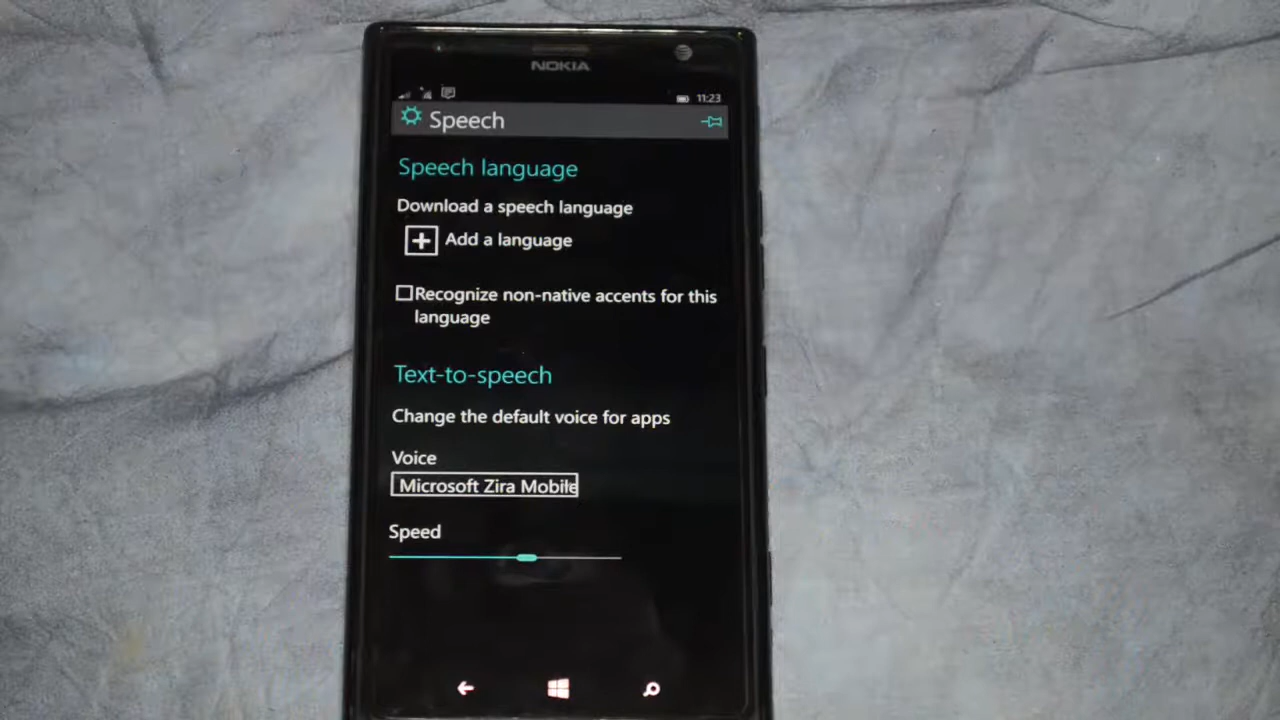 NOKIA
11:23
Speech
Speech language
Download a speech language
Add a language
Recognize non-native accents for this
language
Text-to-speech
Change the default voice for apps
Voice
Microsoft Zira Mobile
Speed